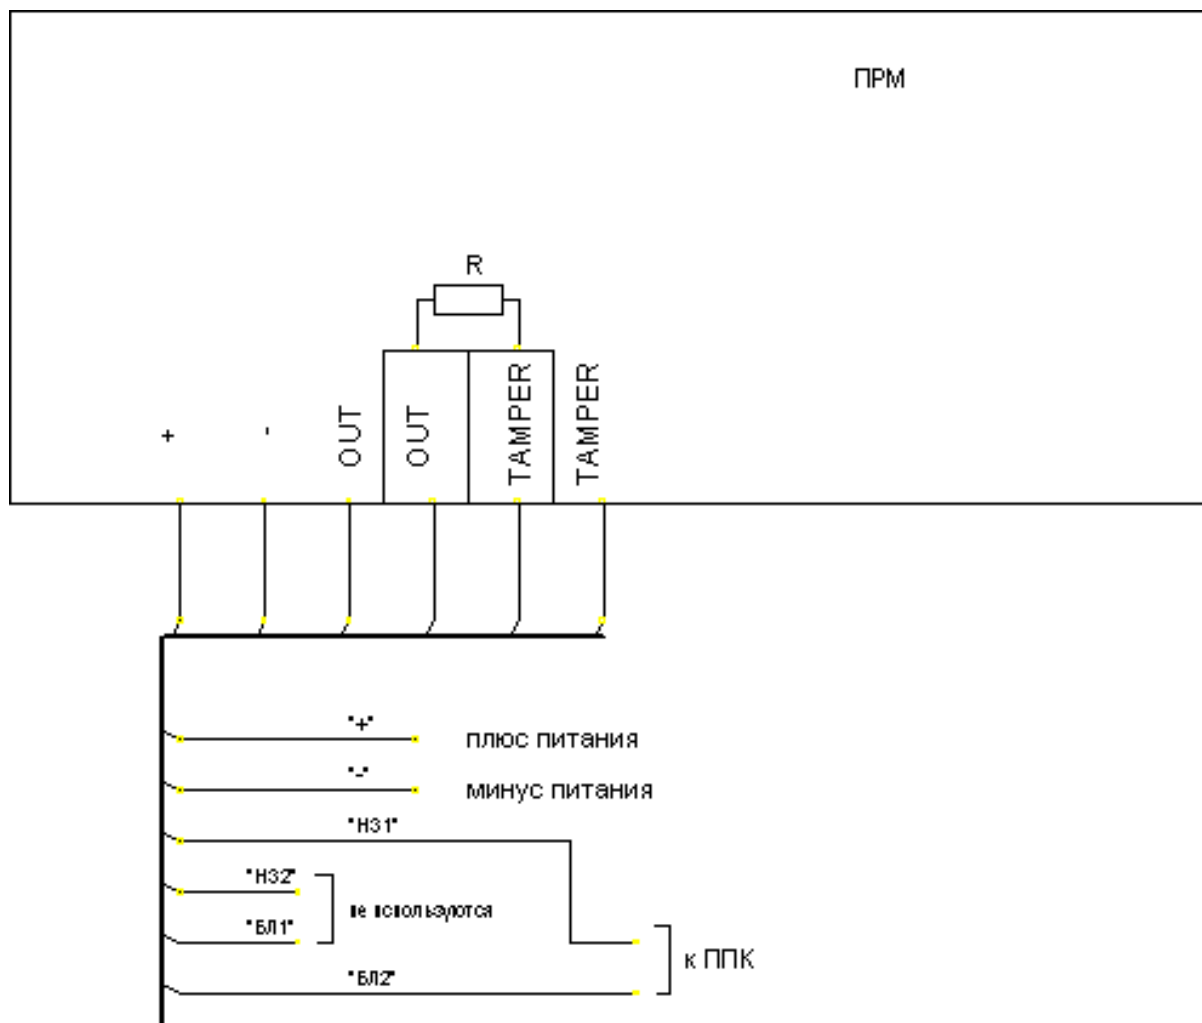 ПРМ
R
+
-
OUT
OUT
TAMPER
TAMPER
"+"
плюс питания
"-"
минус питания
"НЗ1"
"НЗ2"
не используются
"БЛ1"
к ППК
"БЛ2"